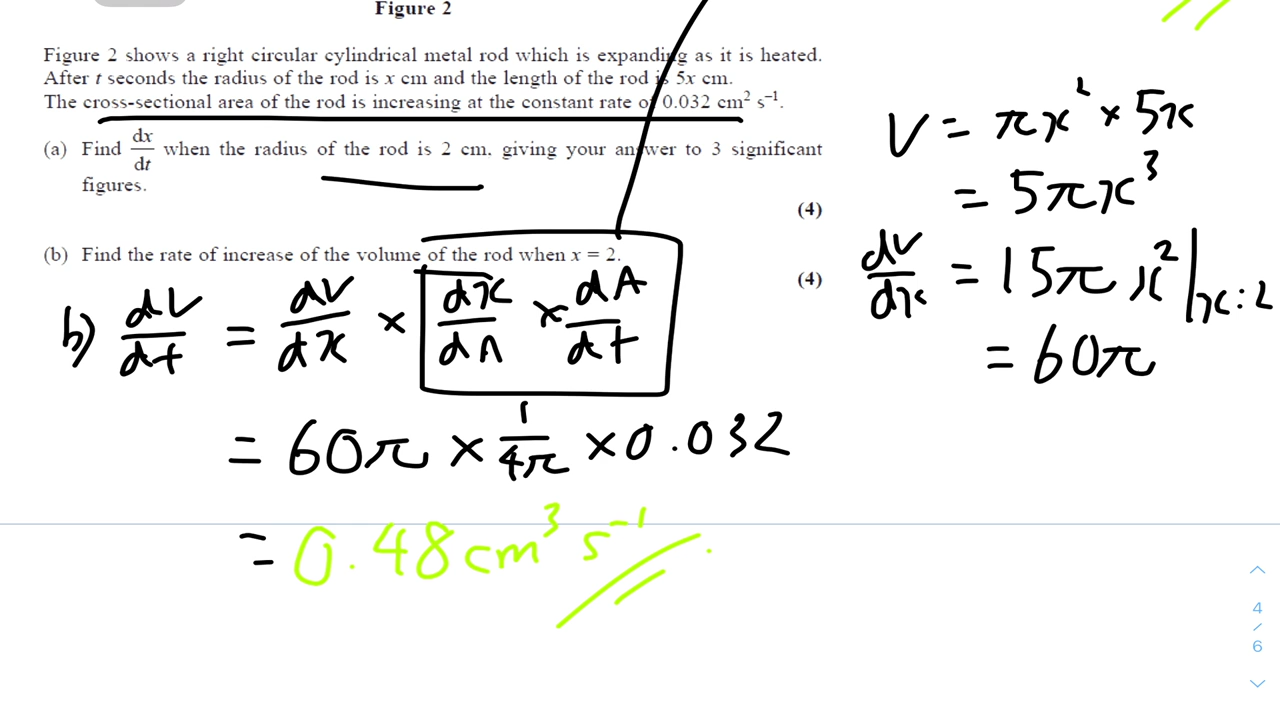 Figure 2
Figure 2 shows a right circular cylindrical metal rod which is expanding as it is heated.
After t seconds the radius of the rod is x cm and the length of the rod is 5x cm.
The cross-sectional area of the rod is increasing at the constant rate of 0.032 cm² s⁻¹.
(a) Find dx/dt when the radius of the rod is 2 cm, giving your answer to 3 significant
figures.
(4)
(b) Find the rate of increase of the volume of the rod when x = 2.
(4)
b) dV/dt = dV/dx × dx/dA × dA/dt
= 60π × 1/4π × 0.032
= 0.48 cm³ s⁻¹
V = πx² × 5x
= 5πx³
dV/dx = 15πx² | x=2
= 60π
4
/
6